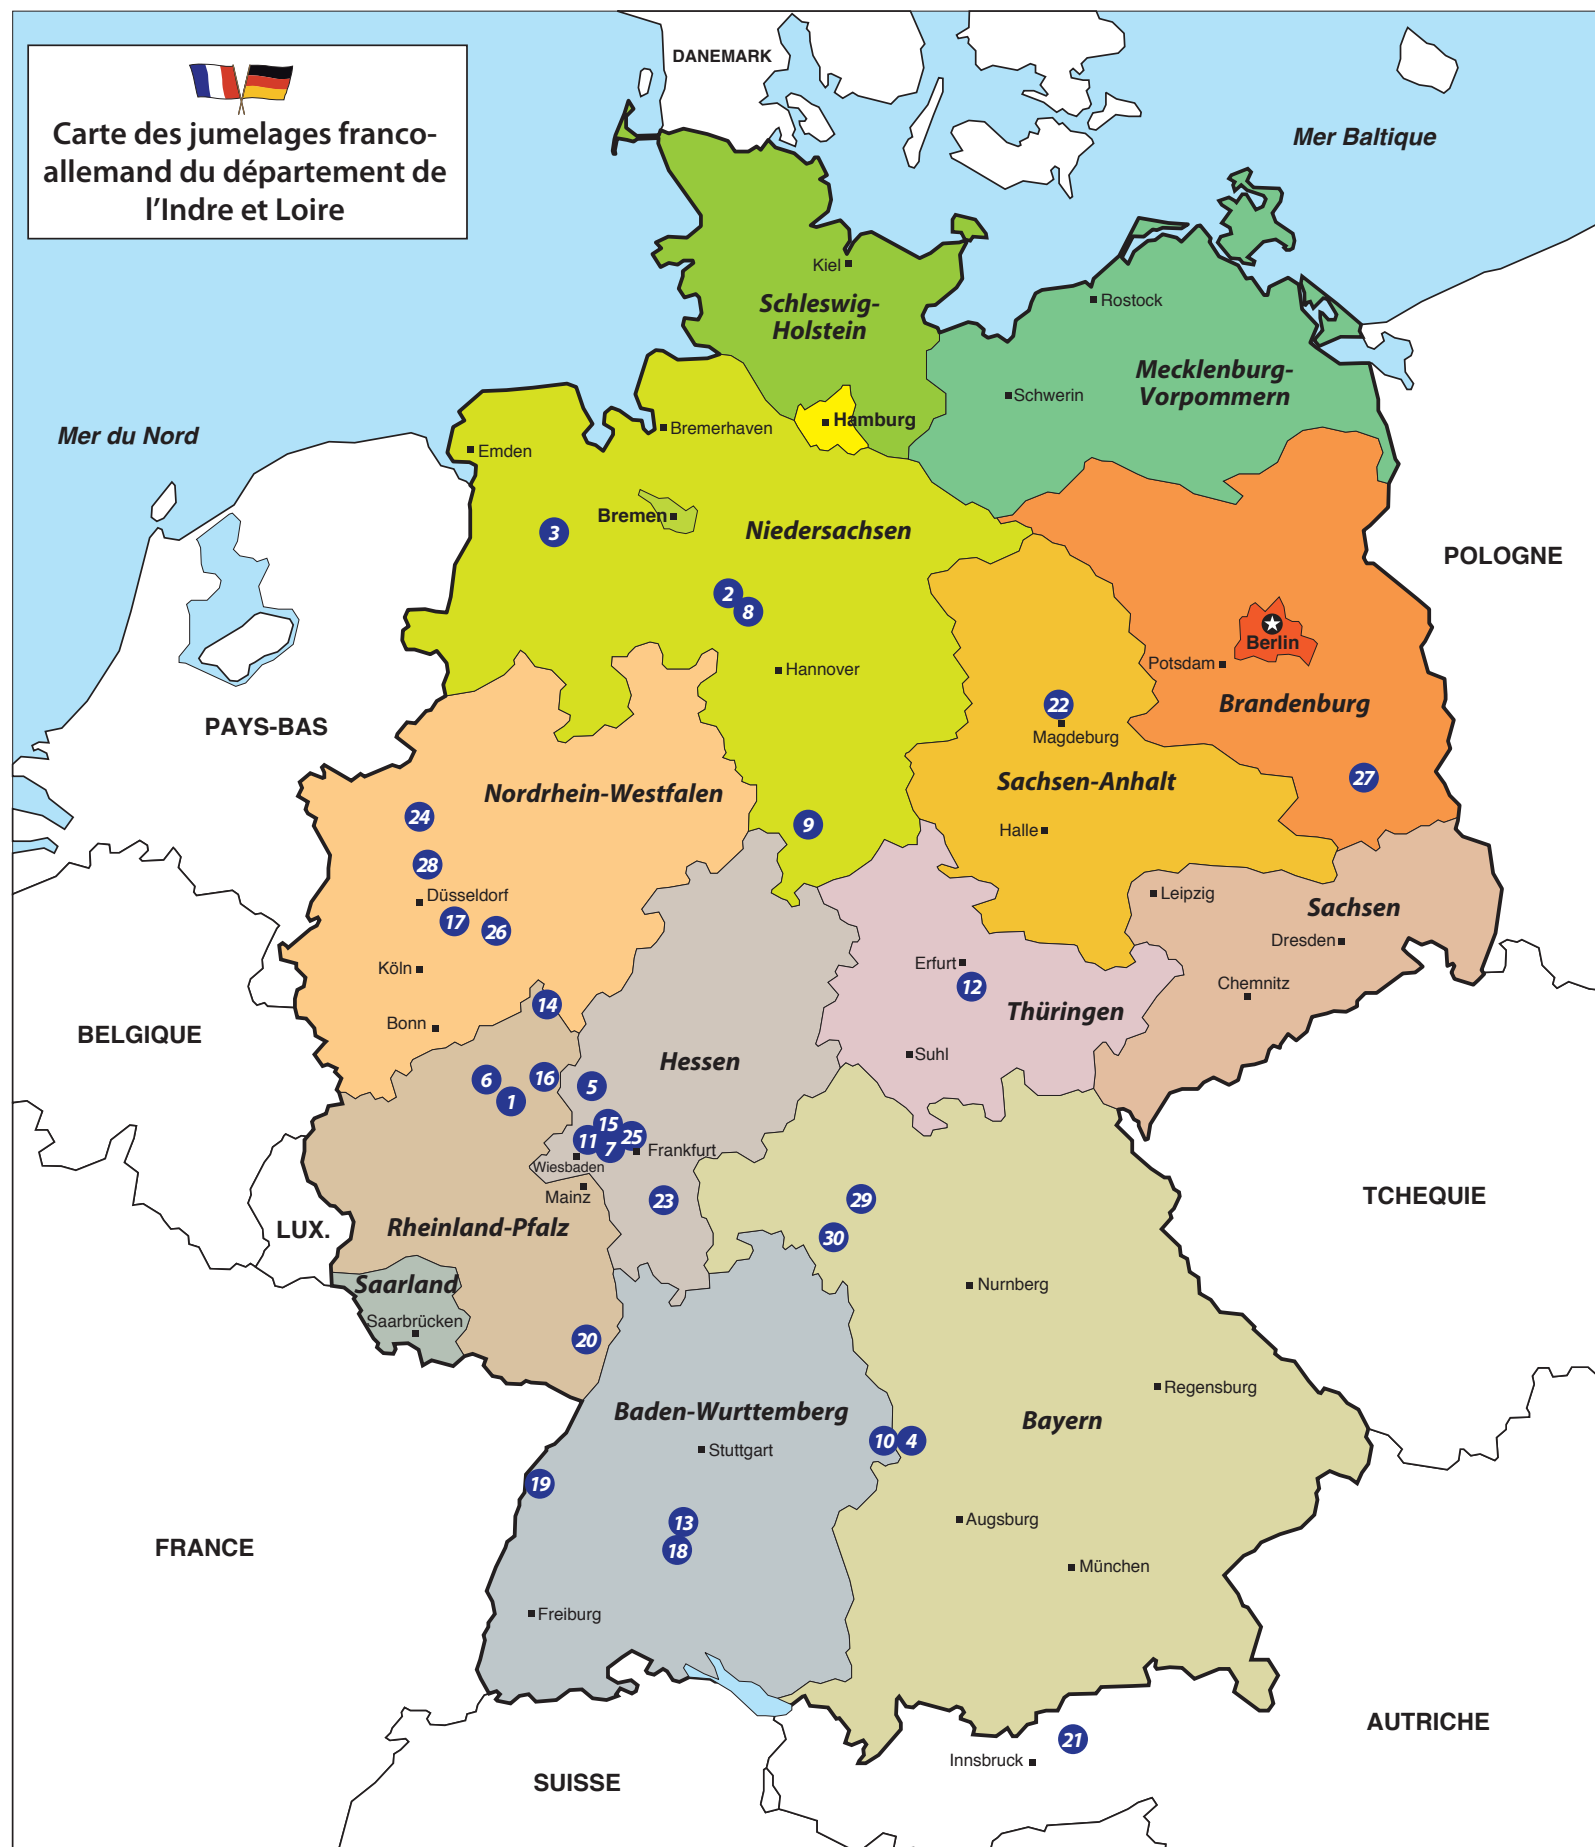 Carte des jumelages franco-
allemand du département de
l'Indre et Loire
DANEMARK
Mer Baltique
Kiel
Schleswig-
Holstein
Rostock
Mecklenburg-
Vorpommern
Schwerin
Hamburg
Bremerhaven
Mer du Nord
Emden
Bremen
3
Niedersachsen
POLOGNE
2
8
Berlin
Potsdam
Hannover
Brandenburg
22
Magdeburg
PAYS-BAS
Sachsen-Anhalt
27
Nordrhein-Westfalen
24
9
Halle
28
Düsseldorf
Leipzig
Sachsen
17
26
Dresden
Köln
Erfurt
12
Chemnitz
14
Thüringen
Bonn
BELGIQUE
Suhl
Hessen
6
16
5
1
15
11
25
7
Frankfurt
Wiesbaden
Mainz
23
29
TCHEQUIE
LUX.
Rheinland-Pfalz
30
Saarland
Nurnberg
Saarbrücken
20
Regensburg
Baden-Wurttemberg
Bayern
10
4
Stuttgart
19
13
Augsburg
FRANCE
18
München
Freiburg
AUTRICHE
21
Innsbruck
SUISSE